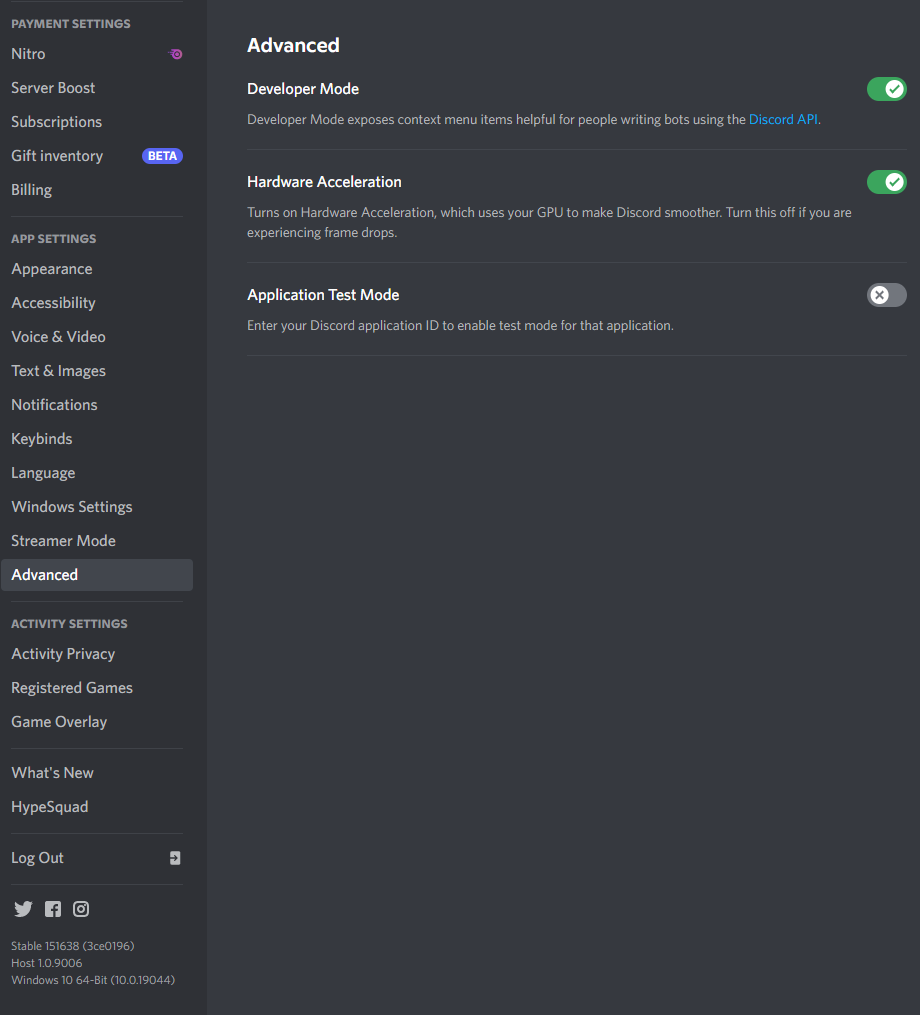 PAYMENT SETTINGS
Nitro
Server Boost
Subscriptions
Gift inventory BETA
Billing
APP SETTINGS
Appearance
Accessibility
Voice & Video
Text & Images
Notifications
Keybinds
Language
Windows Settings
Streamer Mode
Advanced
ACTIVITY SETTINGS
Activity Privacy
Registered Games
Game Overlay
What's New
HypeSquad
Log Out
Stable 151638 (3ce0196)
Host 1.0.9006
Windows 10 64-Bit (10.0.19044)
Advanced
Developer Mode
Developer Mode exposes context menu items helpful for people writing bots using the Discord API.
Hardware Acceleration
Turns on Hardware Acceleration, which uses your GPU to make Discord smoother. Turn this off if you are
experiencing frame drops.
Application Test Mode
Enter your Discord application ID to enable test mode for that application.